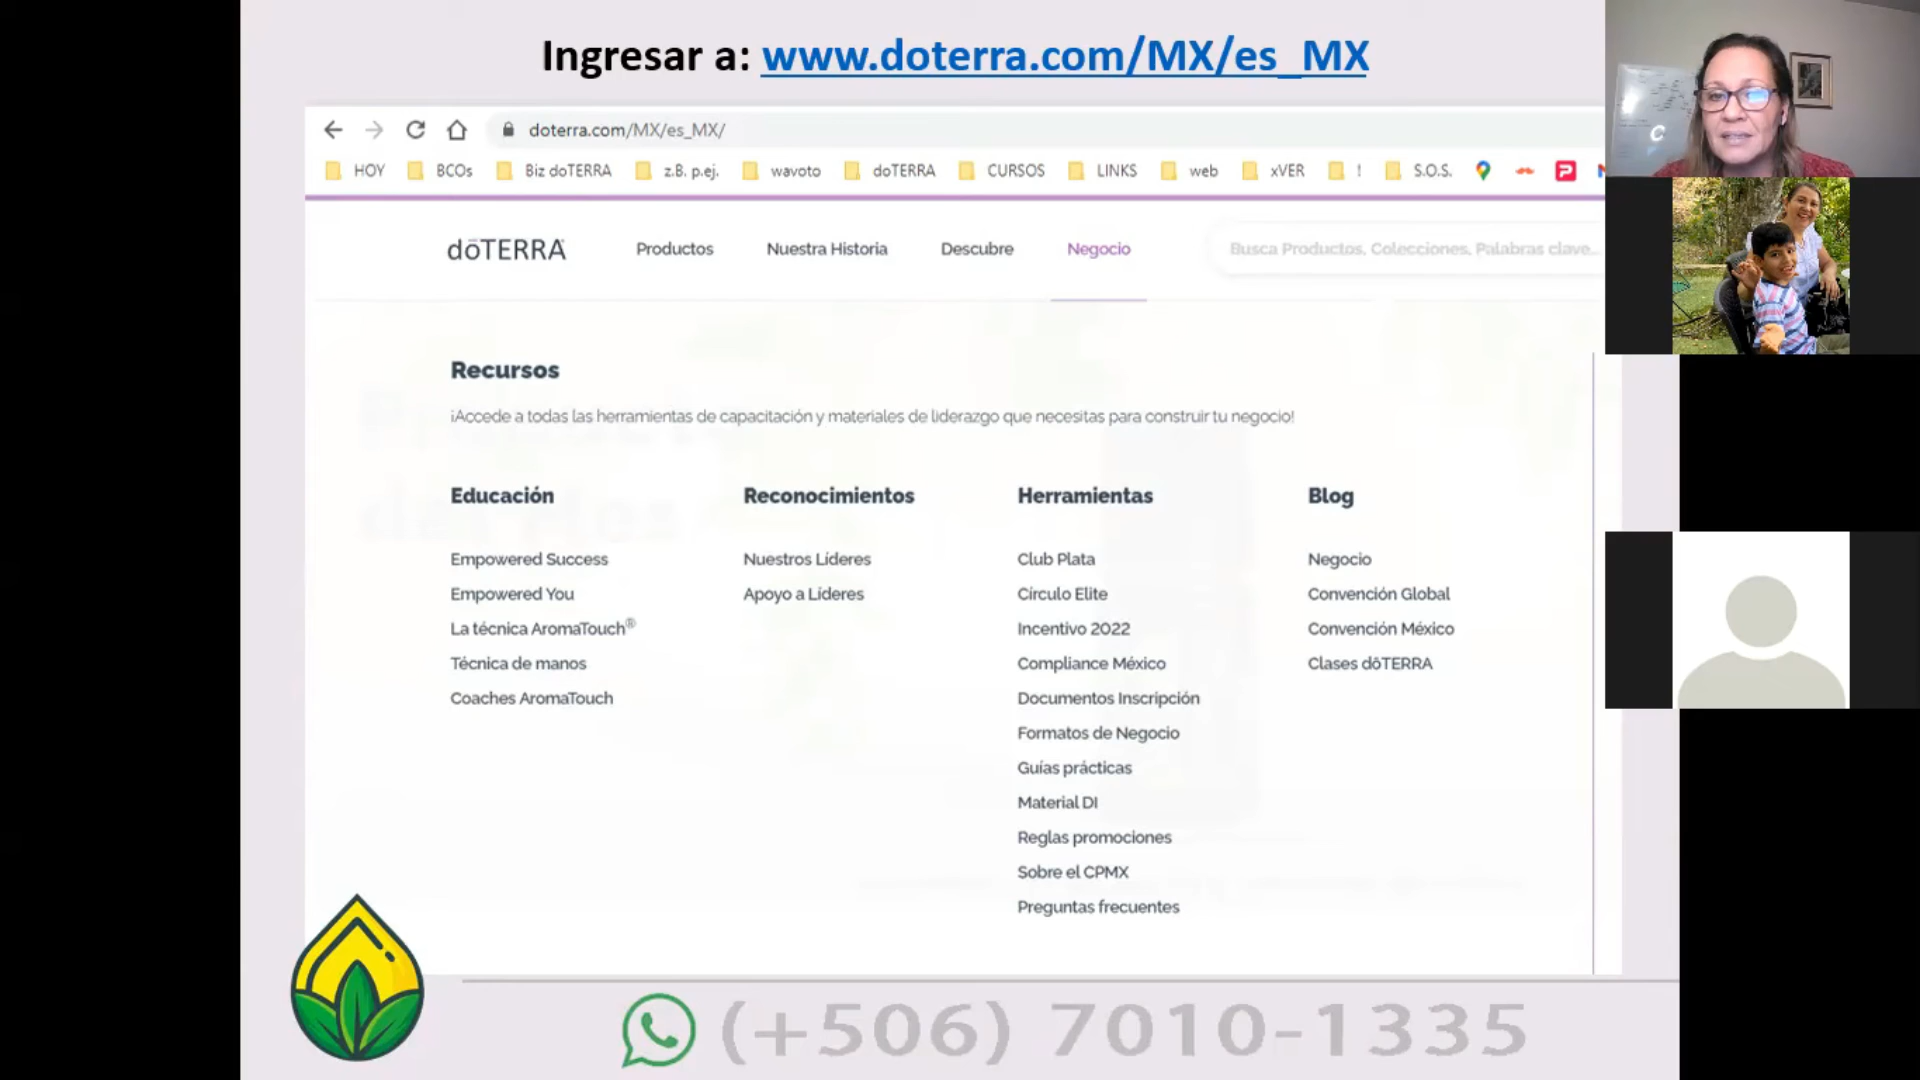 Ingresar a: www.doterra.com/MX/es_MX
doterra.com/MX/es_MX/
HOY BCOs Biz doTERRA z.B. p.ej. wavoto doTERRA CURSOS LINKS web xVER ! S.O.S.
dōTERRA Productos Nuestra Historia Descubre Negocio Busca Productos, Colecciones, Palabras clave...
Recursos
¡Accede a todas las herramientas de capacitación y materiales de liderazgo que necesitas para construir tu negocio!
Educación
Empowered Success
Empowered You
La técnica AromaTouch®
Técnica de manos
Coaches AromaTouch
Reconocimientos
Nuestros Líderes
Apoyo a Líderes
Herramientas
Club Plata
Círculo Elite
Incentivo 2022
Compliance México
Documentos Inscripción
Formatos de Negocio
Guías prácticas
Material DI
Reglas promociones
Sobre el CPMX
Preguntas frecuentes
Blog
Negocio
Convención Global
Convención México
Clases dōTERRA
(+506) 7010-1335